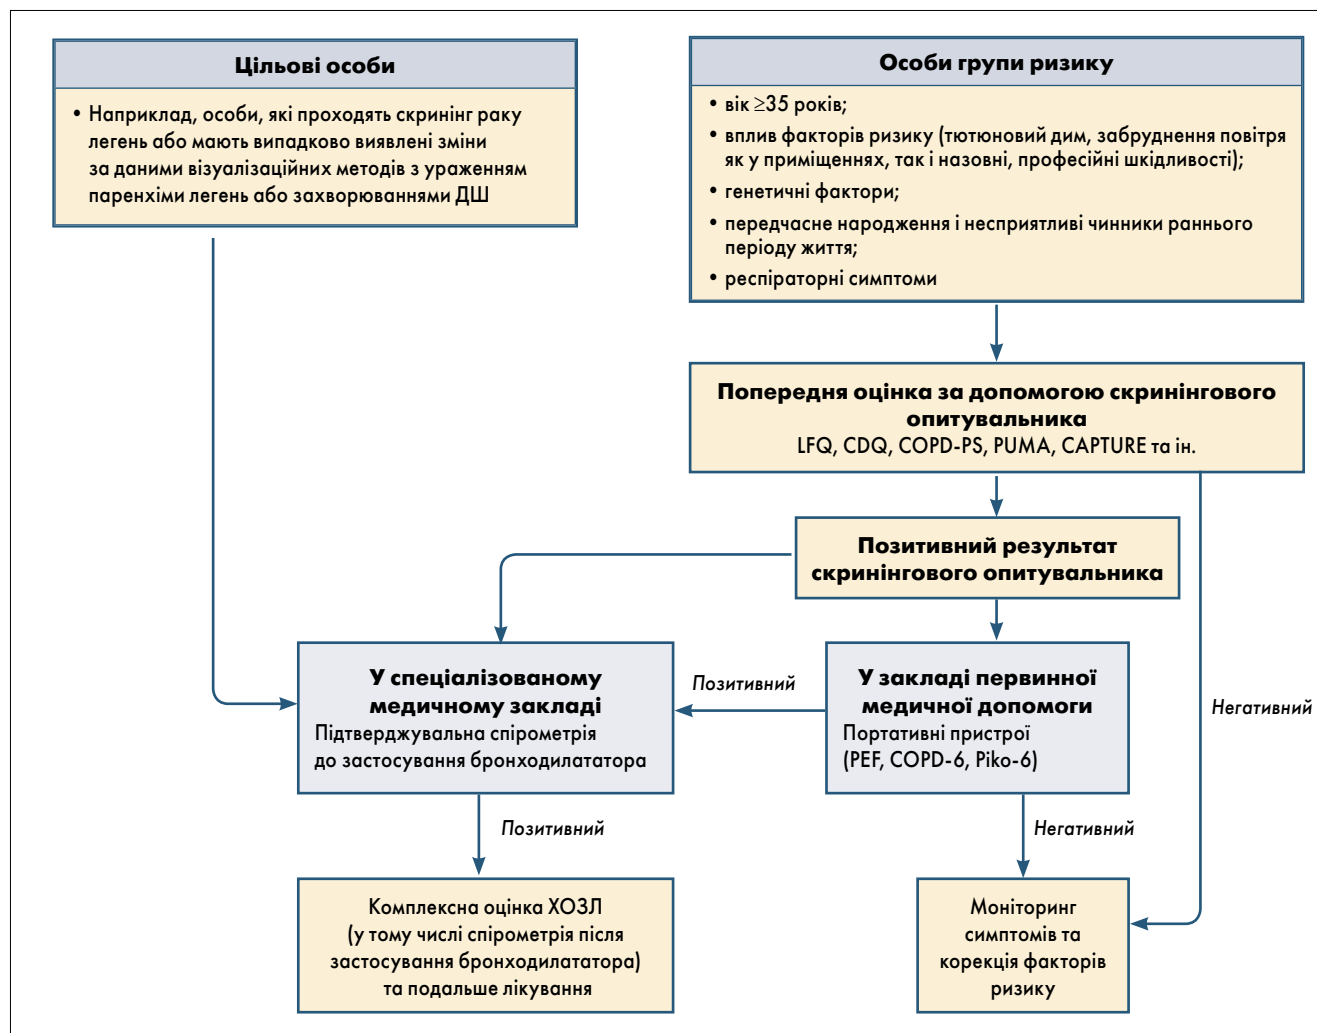 Цільові особи
• Наприклад, особи, які проходять скринінг раку
легень або мають випадково виявлені зміни
за даними візуалізаційних методів з ураженням
паренхіми легень або захворюваннями ДШ
Особи групи ризику
• вік ≥35 років;
• вплив факторів ризику (тютюновий дим, забруднення повітря
як у приміщеннях, так і назовні, професійні шкідливості);
• генетичні фактори;
• передчасне народження і несприятливі чинники раннього
періоду життя;
• респіраторні симптоми
Попередня оцінка за допомогою скринінгового
опитувальника
LFQ, CDQ, COPD-PS, PUMA, CAPTURE та ін.
Позитивний результат
скринінгового опитувальника
У спеціалізованому
медичному закладі
Підтверджувальна спірометрія
до застосування бронходилататора
Позитивний
У закладі первинної
медичної допомоги
Портативні пристрої
(PEF, COPD-6, Piko-6)
Негативний
Позитивний
Негативний
Комплексна оцінка ХОЗЛ
(у тому числі спірометрія після
застосування бронходилататора)
та подальше лікування
Моніторинг
симптомів та
корекція факторів
ризику